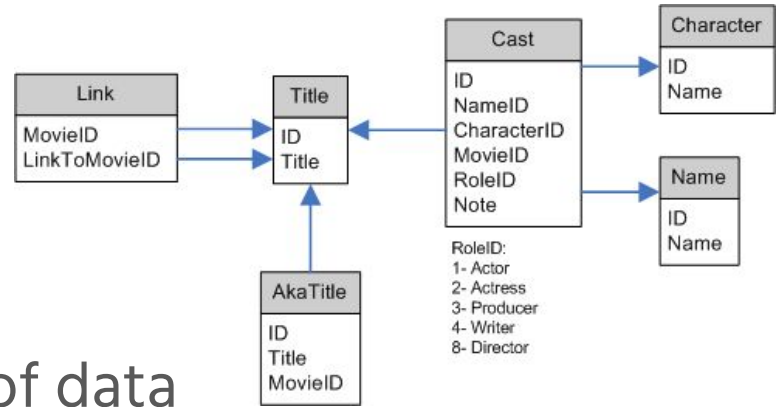 Link
MovieID
LinkToMovieID
Title
ID
Title
AkaTitle
ID
Title
MovieID
Cast
ID
NameID
CharacterID
MovieID
RoleID
Note
RoleID:
1- Actor
2- Actress
3- Producer
4- Writer
8- Director
Character
ID
Name
Name
ID
Name
of data